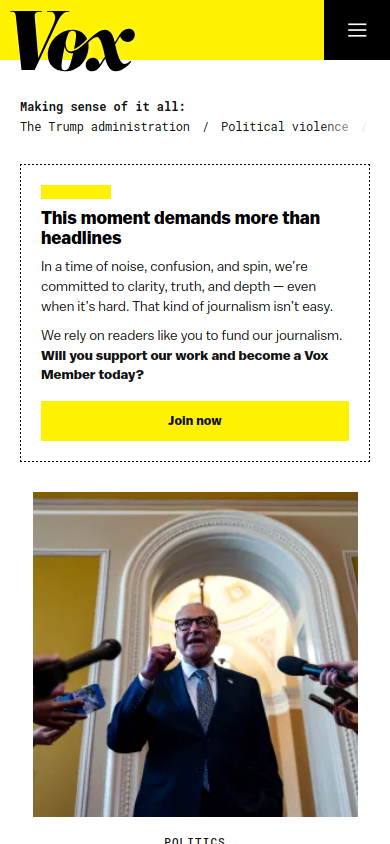 Vox
Making sense of it all:
The Trump administration / Political violence /
This moment demands more than
headlines
In a time of noise, confusion, and spin, we're
committed to clarity, truth, and depth — even
when it's hard. That kind of journalism isn't easy.
We rely on readers like you to fund our journalism.
Will you support our work and become a Vox
Member today?
Join now
POLITICS